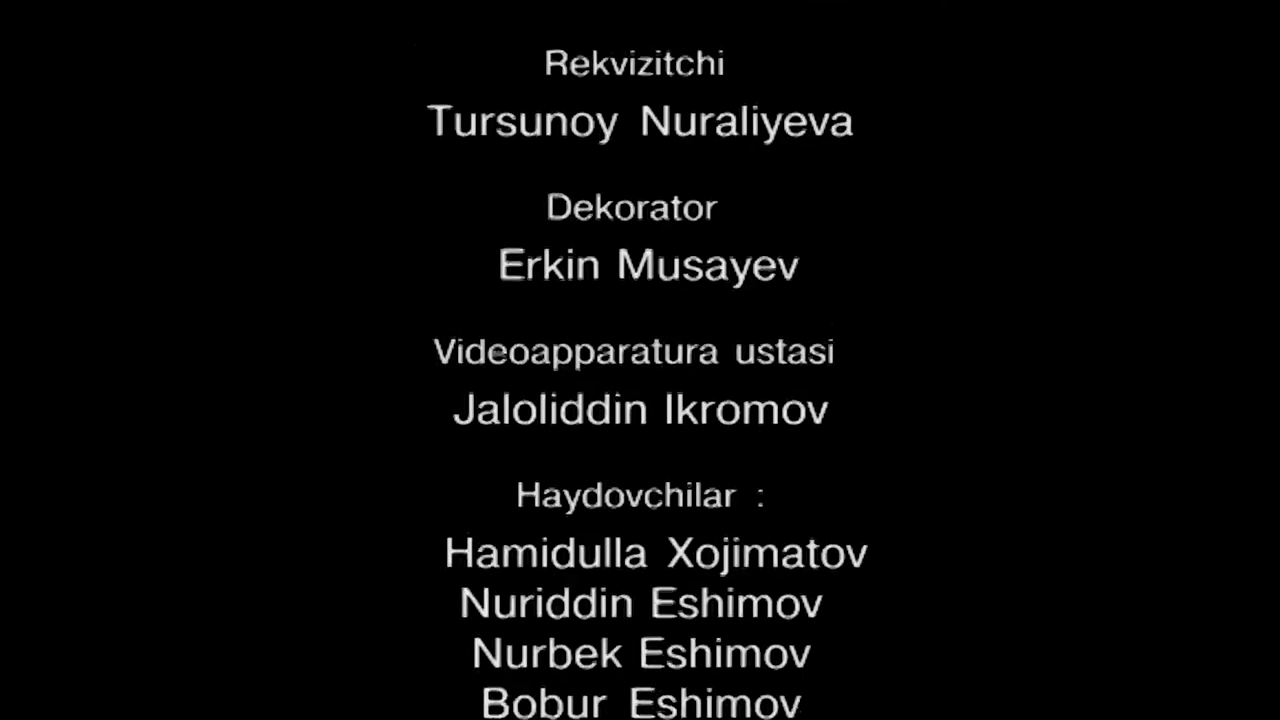 Rekvizitchi
Tursunoy Nuraliyeva
Dekorator
Erkin Musayev
Videoapparatura ustasi
Jaloliddin Ikromov
Haydovchilar :
Hamidulla Xojimatov
Nuriddin Eshimov
Nurbek Eshimov
Bobur Eshimov